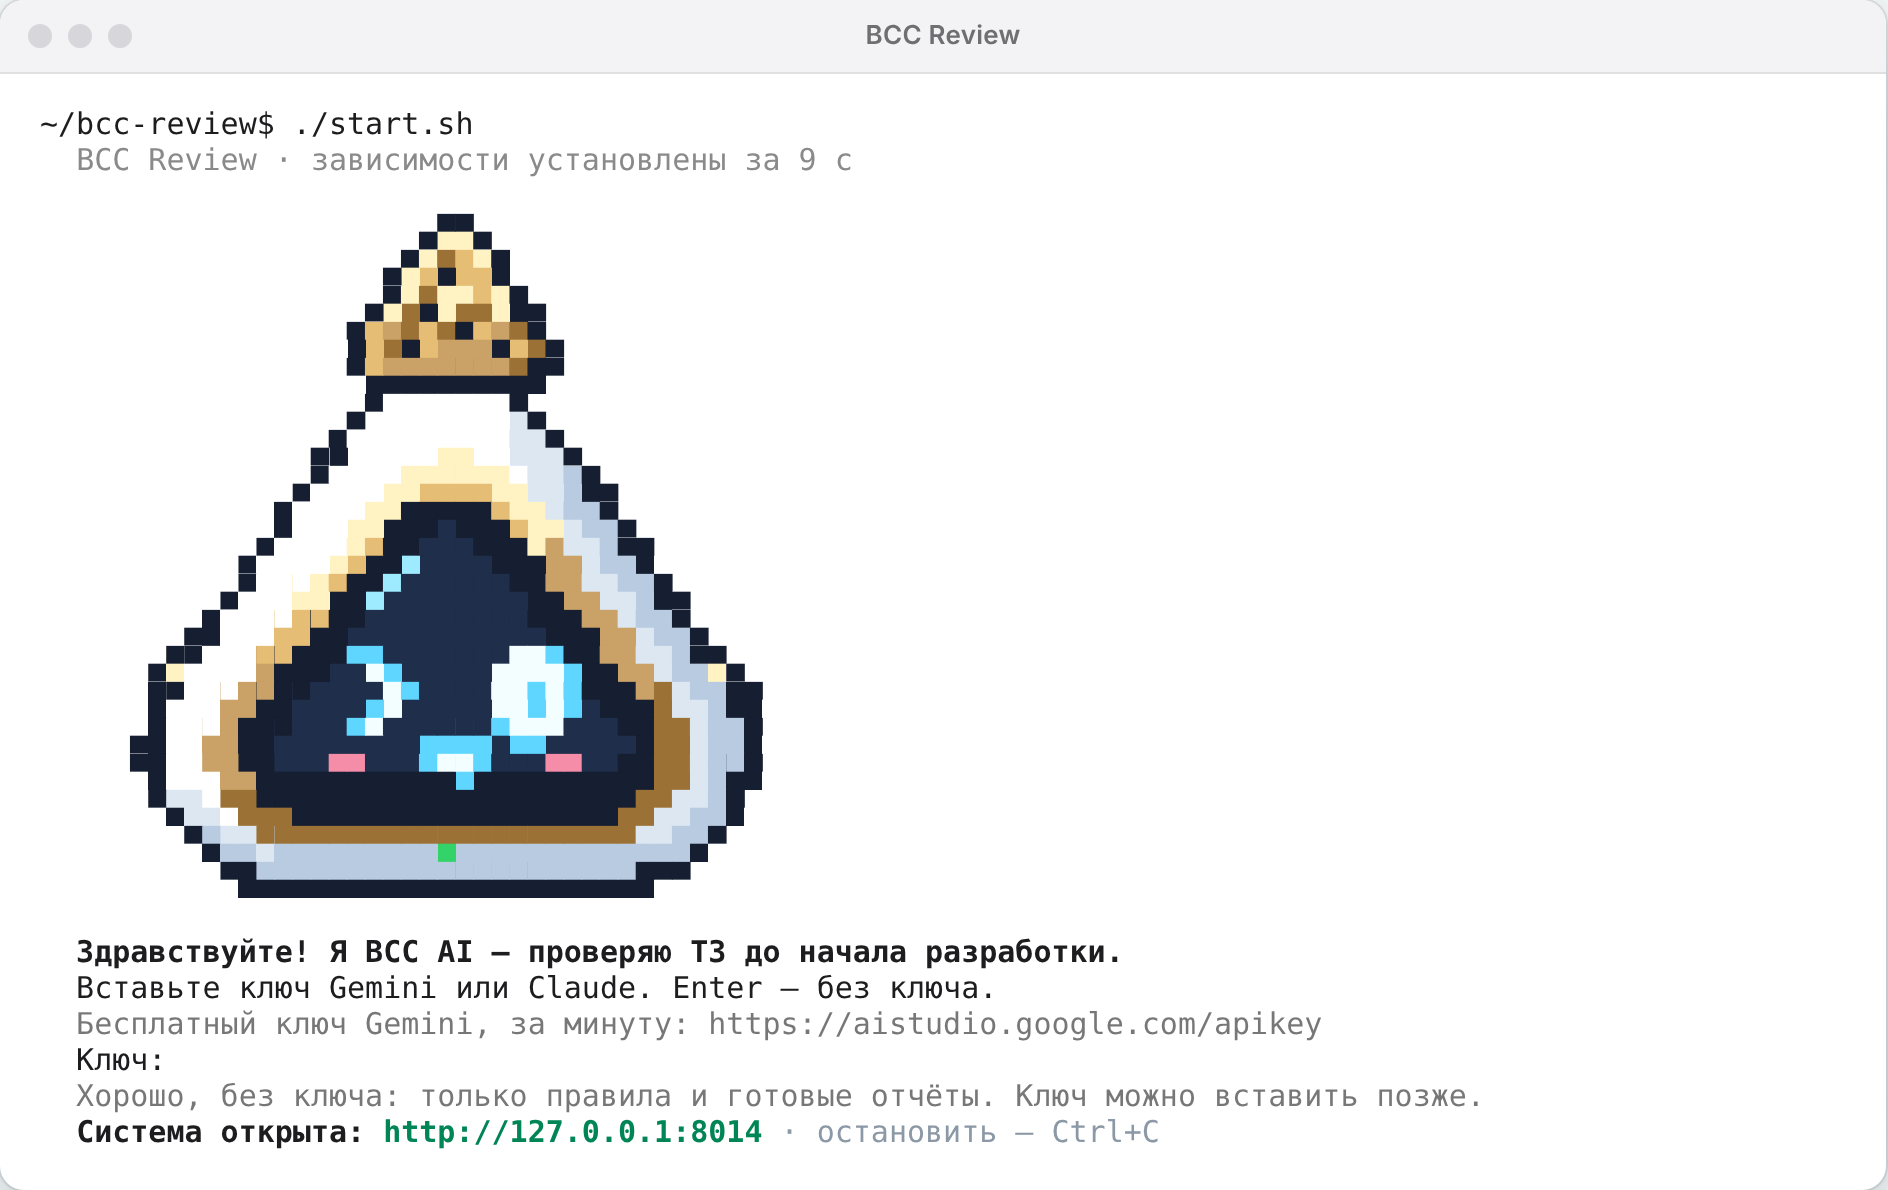 BCC Review
~/bcc-review$ ./start.sh
BCC Review · зависимости установлены за 9 с
Здравствуйте! Я BCC AI — проверяю ТЗ до начала разработки.
Вставьте ключ Gemini или Claude. Enter — без ключа.
Бесплатный ключ Gemini, за минуту: https://aistudio.google.com/apikey
Ключ:
Хорошо, без ключа: только правила и готовые отчёты. Ключ можно вставить позже.
Система открыта: http://127.0.0.1:8014 · остановить — Ctrl+C